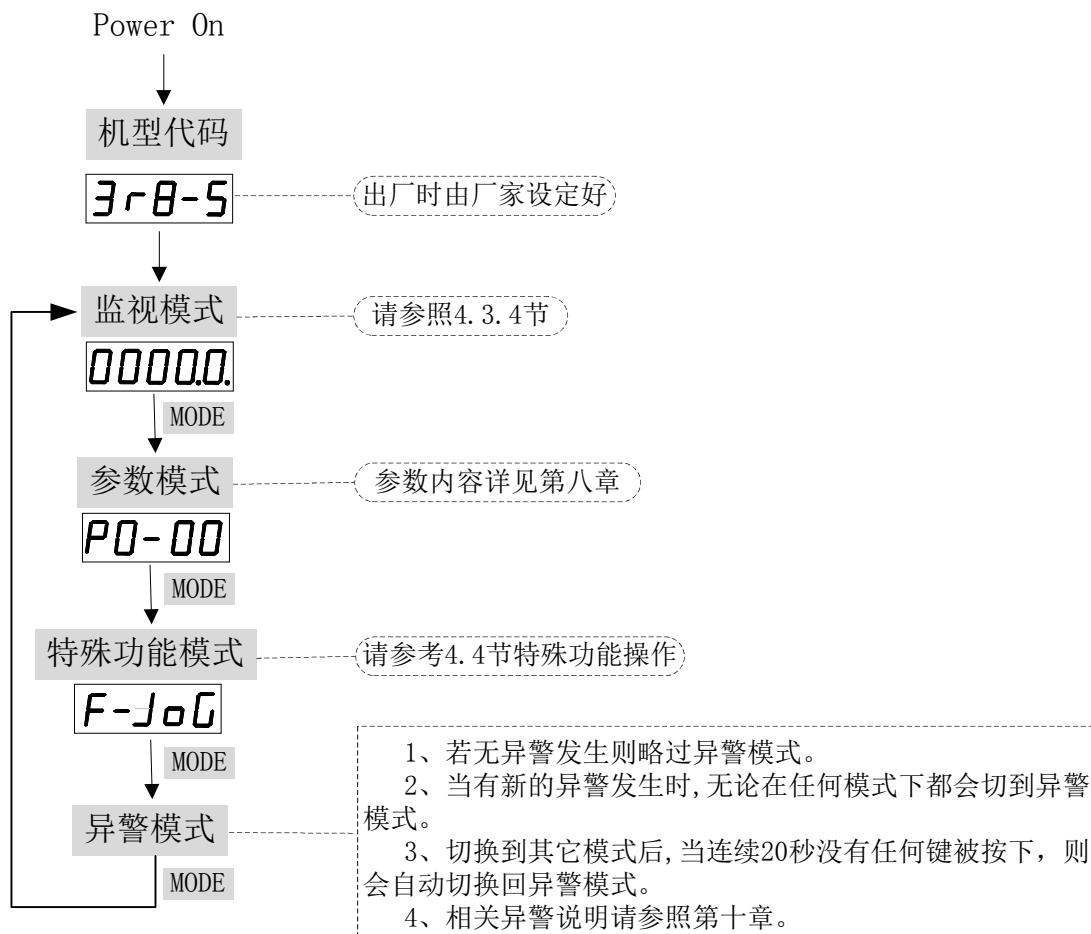 Power On
机型代码
3r8-5
出厂时由厂家设定好
监视模式
请参照4.3.4节
0000.0.
MODE
参数模式
参数内容详见第八章
P0-00
MODE
特殊功能模式
请参考4.4节特殊功能操作
F-JoG
MODE
异警模式
MODE
1、若无异警发生则略过异警模式。
2、当有新的异警发生时,无论在任何模式下都会切到异警
模式。
3、切换到其它模式后,当连续20秒没有任何键被按下，则
会自动切换回异警模式。
4、相关异警说明请参照第十章。